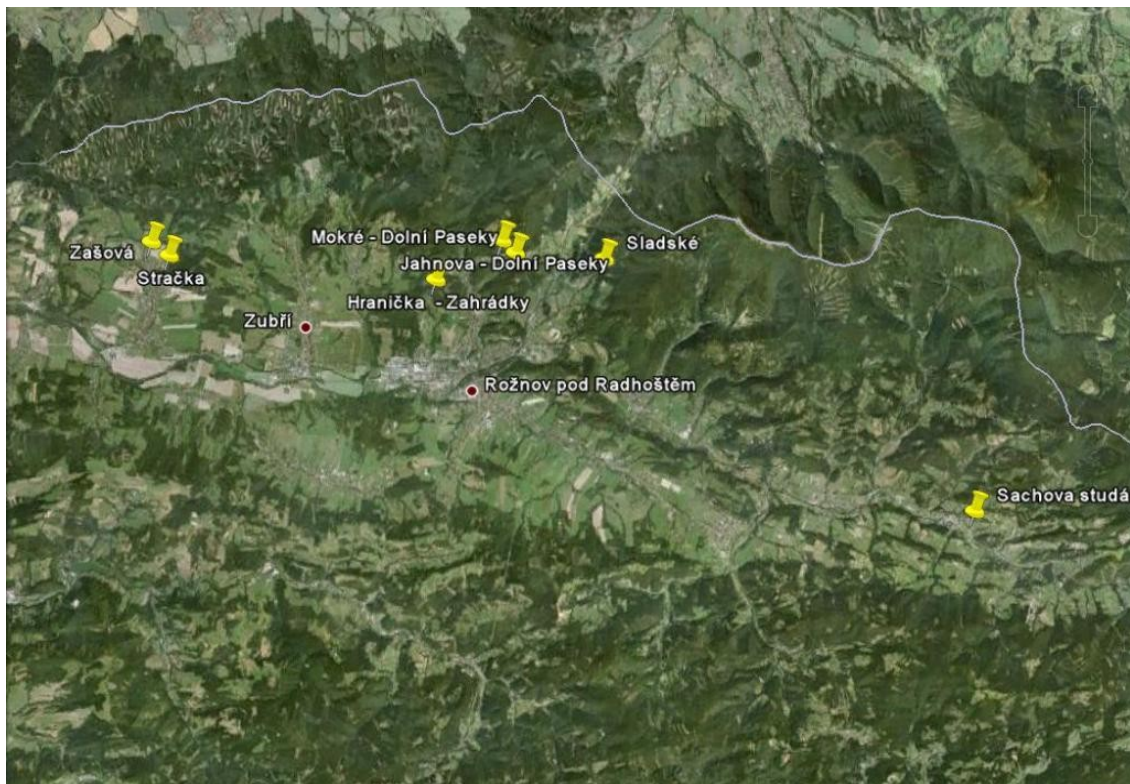 Mokré - Dolní Paseky
Sladské
Zašová
Jahnova - Dolní Paseky
Stračka
Hranička - Zahrádky
Zubří
Rožnov pod Radhoštěm
Sachova studá